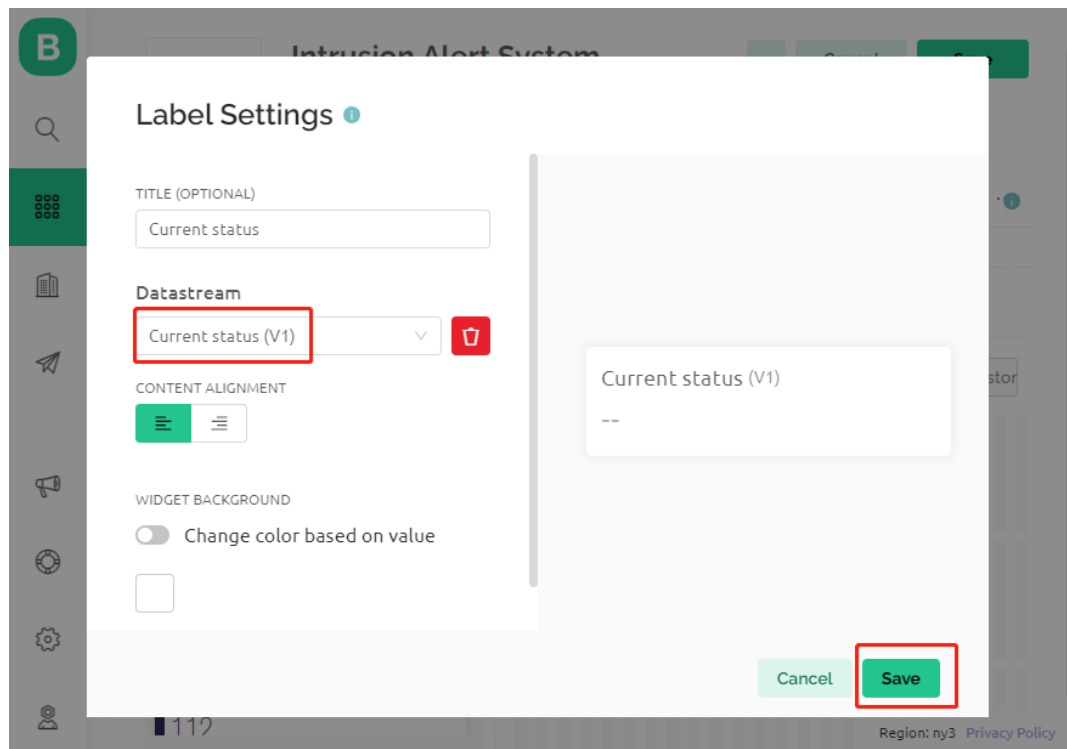 B
Intrusion Alert System
Cancel
Save
Label Settings
TITLE (OPTIONAL)
Current status
Datastream
Current status (V1)
CONTENT ALIGNMENT
WIDGET BACKGROUND
Change color based on value
Current status (V1)
--
stor
Cancel
Save
112
Region: ny3 Privacy Policy